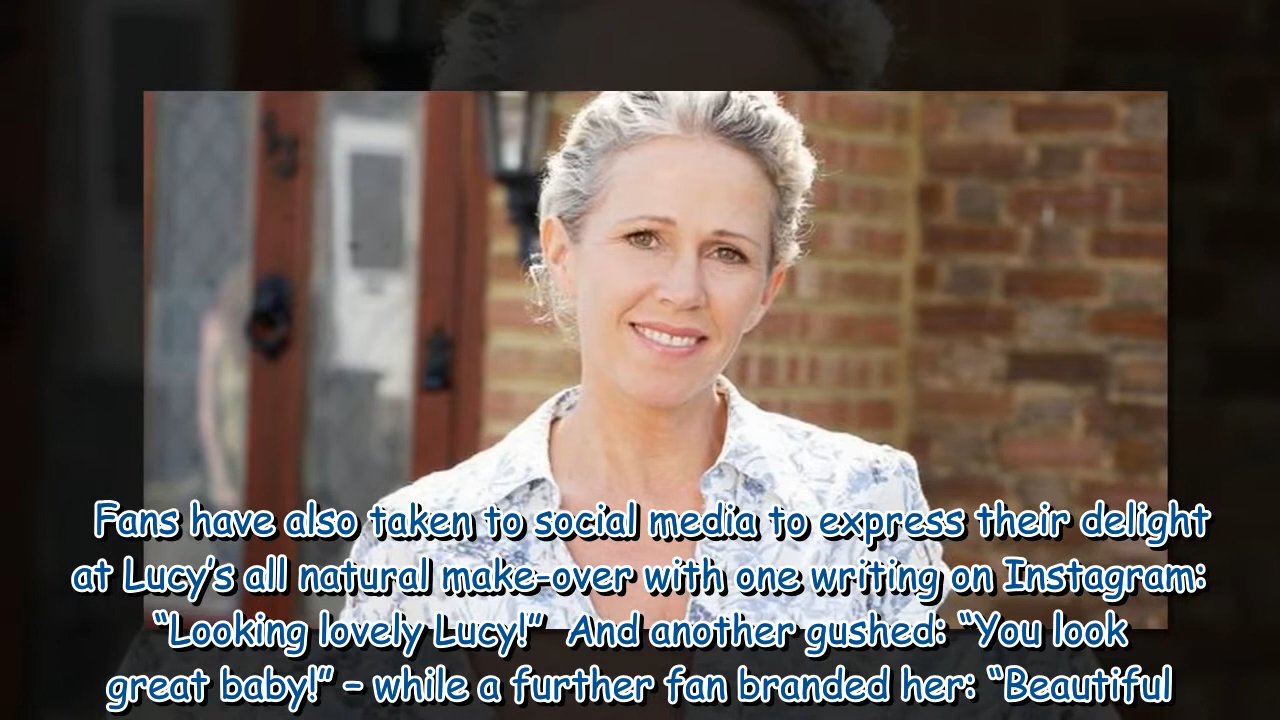 Fans have also taken to social media to express their delight
at Lucy’s all natural make-over with one writing on Instagram:
“Looking lovely Lucy!”  And another gushed: “You look
great baby!” – while a further fan branded her: “Beautiful